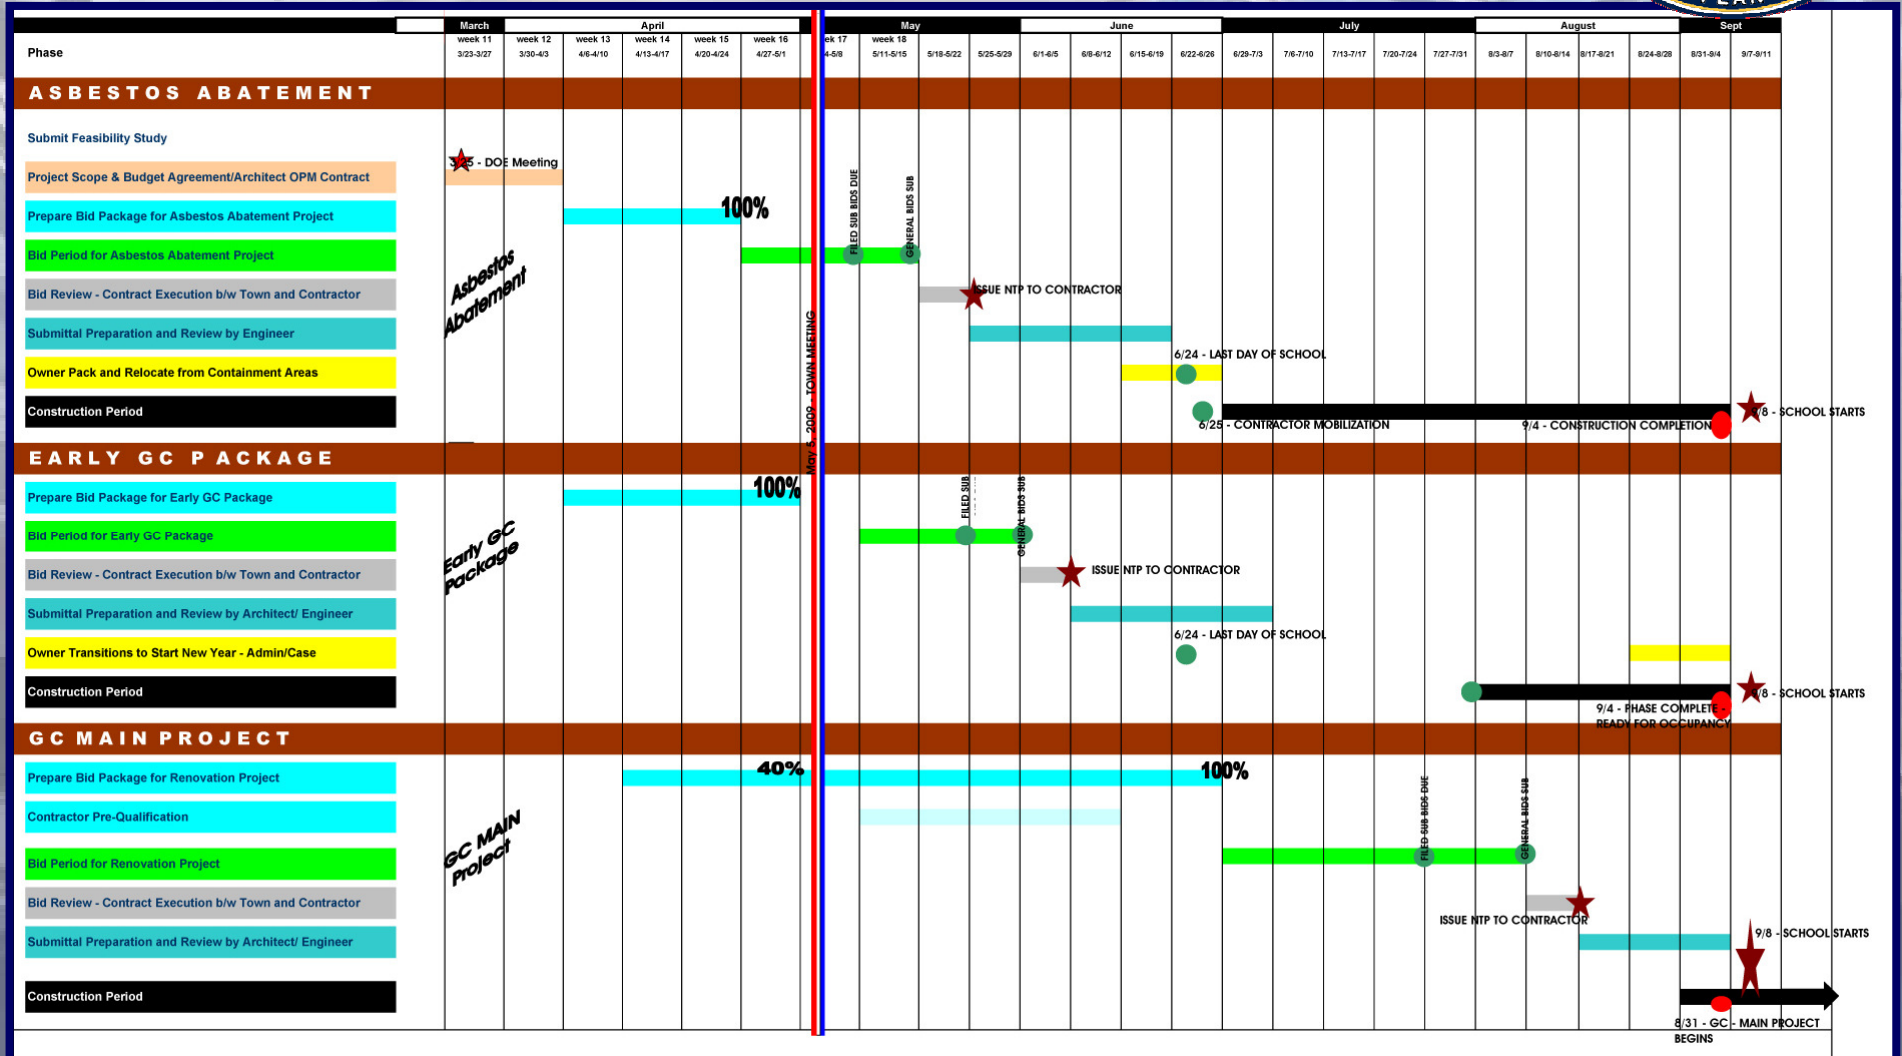 PLAN
March April May June July August Sept
week 11 week 12 week 13 week 14 week 15 week 16 ek 17 week 18
Phase 3/23-3/27 3/30-4/3 4/6-4/10 4/13-4/17 4/20-4/24 4/27-5/1 4-5/8 5/11-5/15 5/18-5/22 5/25-5/29 6/1-6/5 6/8-6/12 6/15-6/19 6/22-6/26 6/29-7/3 7/6-7/10 7/13-7/17 7/20-7/24 7/27-7/31 8/3-8/7 8/10-8/14 8/17-8/21 8/24-8/28 8/31-9/4 9/7-9/11
ASBESTOS ABATEMENT
Submit Feasibility Study
- DOE Meeting
Project Scope & Budget Agreement/Architect OPM Contract
Prepare Bid Package for Asbestos Abatement Project
100%
FILED SUB BIDS DUE
GENERAL BIDS SUB
Bid Period for Asbestos Abatement Project
Asbestos
Abatement
Bid Review - Contract Execution b/w Town and Contractor
ISSUE NTP TO CONTRACTOR
Submittal Preparation and Review by Engineer
May 5, 2009 - TOWN MEETING
6/24 - LAST DAY OF SCHOOL
Owner Pack and Relocate from Containment Areas
Construction Period
9/8 - SCHOOL STARTS
6/25 - CONTRACTOR MOBILIZATION
9/4 - CONSTRUCTION COMPLETION
EARLY GC PACKAGE
Prepare Bid Package for Early GC Package
100%
FILED SUB
GENERAL BIDS SUB
Bid Period for Early GC Package
Early GC
Package
Bid Review - Contract Execution b/w Town and Contractor
ISSUE NTP TO CONTRACTOR
Submittal Preparation and Review by Architect/ Engineer
6/24 - LAST DAY OF SCHOOL
Owner Transitions to Start New Year - Admin/Case
Construction Period
9/8 - SCHOOL STARTS
9/4 - PHASE COMPLETE -
READY FOR OCCUPANCY
GC MAIN PROJECT
Prepare Bid Package for Renovation Project
40%
100%
Contractor Pre-Qualification
GC MAIN
Project
FILED SUB BIDS DUE
GENERAL BIDS SUB
Bid Period for Renovation Project
Bid Review - Contract Execution b/w Town and Contractor
ISSUE NTP TO CONTRACTOR
Submittal Preparation and Review by Architect/ Engineer
9/8 - SCHOOL STARTS
Construction Period
8/31 - GC - MAIN PROJECT
BEGINS